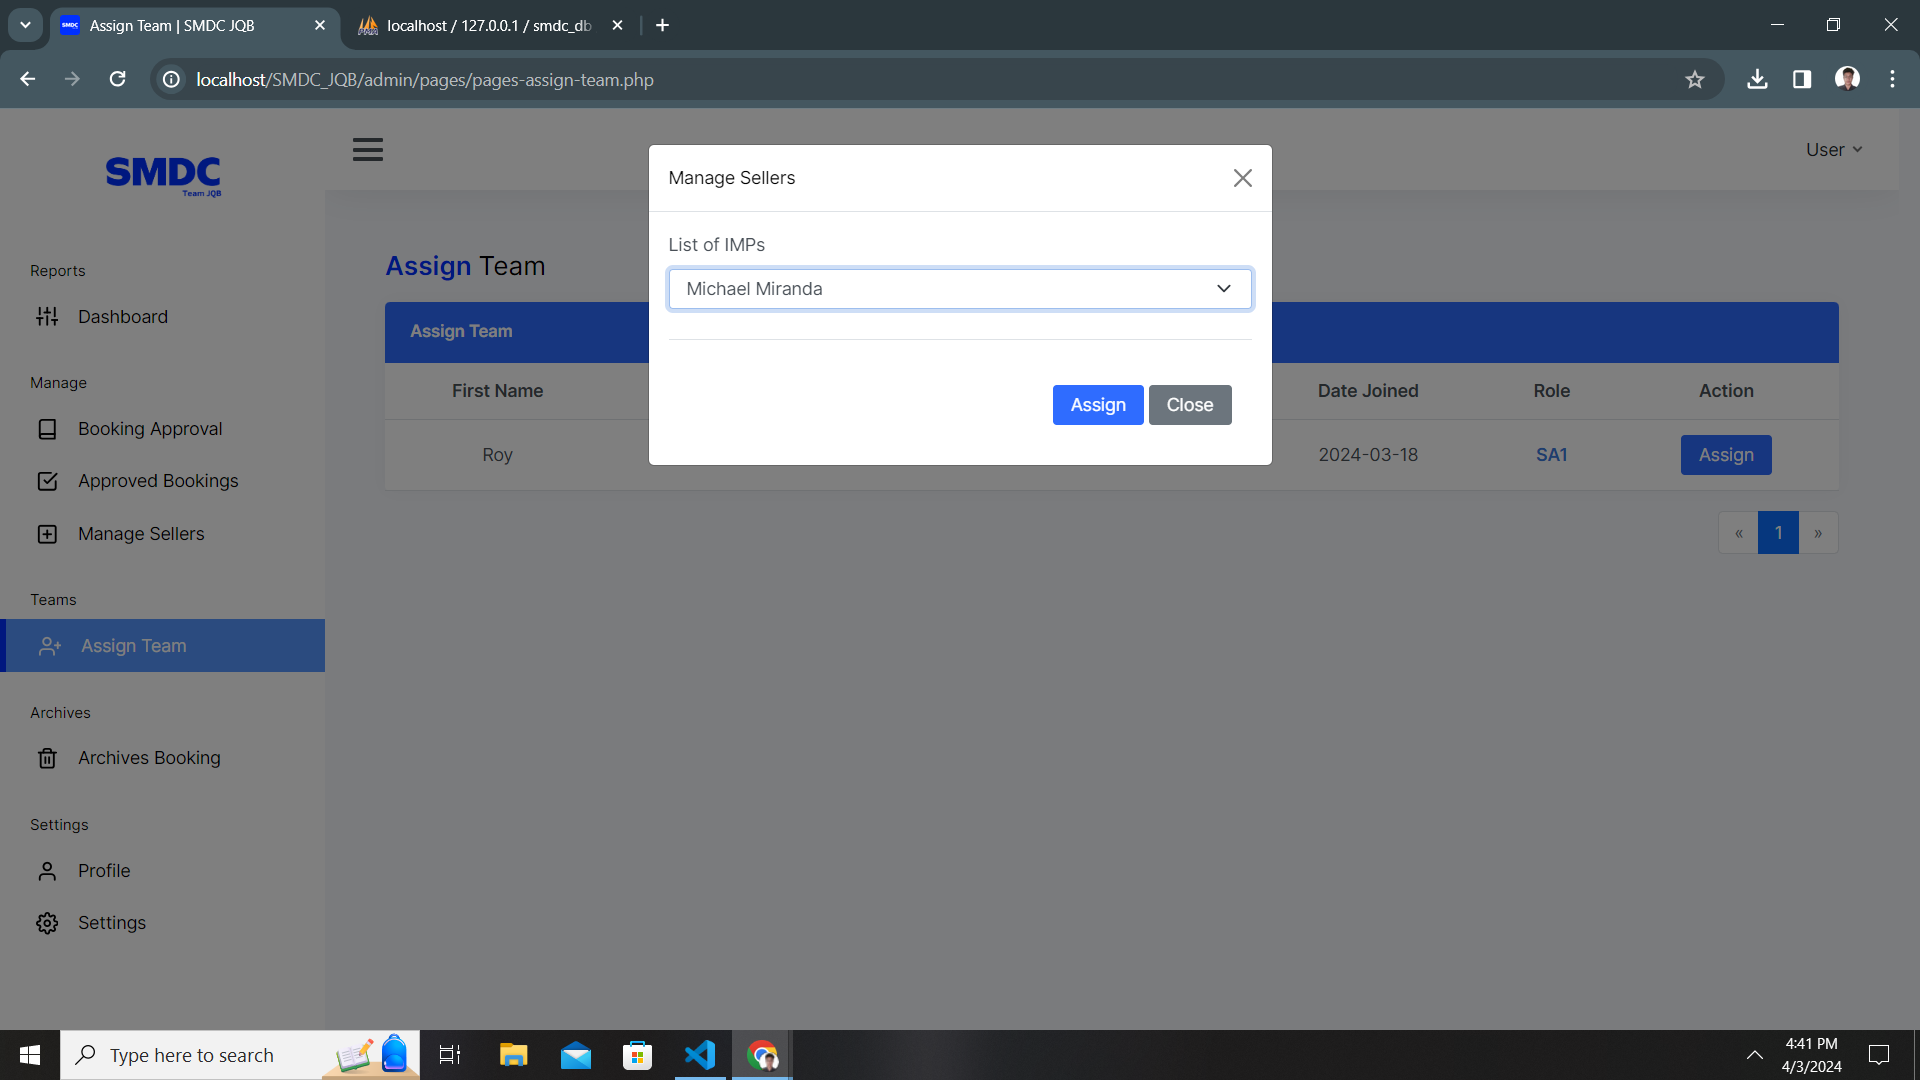 Assign Team | SMDC JQB
localhost / 127.0.0.1 / smdc_db
localhost/SMDC_JQB/admin/pages/pages-assign-team.php
SMDC
Team JQB
User
Reports
Dashboard
Manage
Booking Approval
Approved Bookings
Manage Sellers
Teams
Assign Team
Archives
Archives Booking
Settings
Profile
Settings
Assign Team
Assign Team
First Name
Date Joined
Role
Action
Roy
2024-03-18
SA1
Assign
« 1 »
Manage Sellers
List of IMPs
Michael Miranda
Assign
Close
Type here to search
4:41 PM
4/3/2024